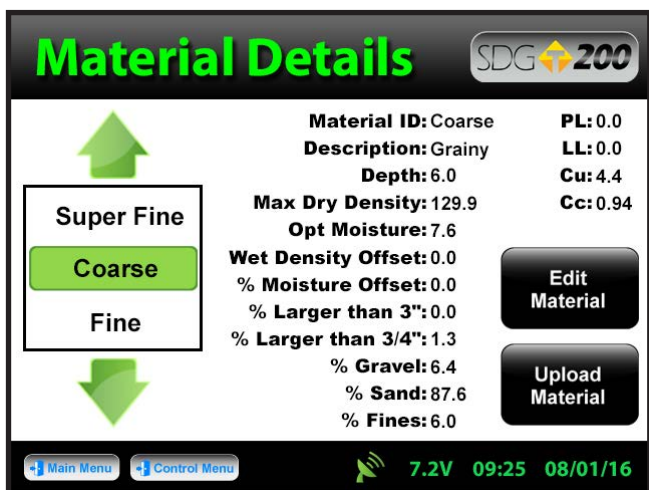 Material Details
SDG T 200
Super Fine
Coarse
Fine
Material ID: Coarse
Description: Grainy
Depth: 6.0
Max Dry Density: 129.9
Opt Moisture: 7.6
Wet Density Offset: 0.0
% Moisture Offset: 0.0
% Larger than 3": 0.0
% Larger than 3/4": 1.3
% Gravel: 6.4
% Sand: 87.6
% Fines: 6.0
PL: 0.0
LL: 0.0
Cu: 4.4
Cc: 0.94
Edit
Material
Upload
Material
Main Menu
Control Menu
7.2V 09:25 08/01/16